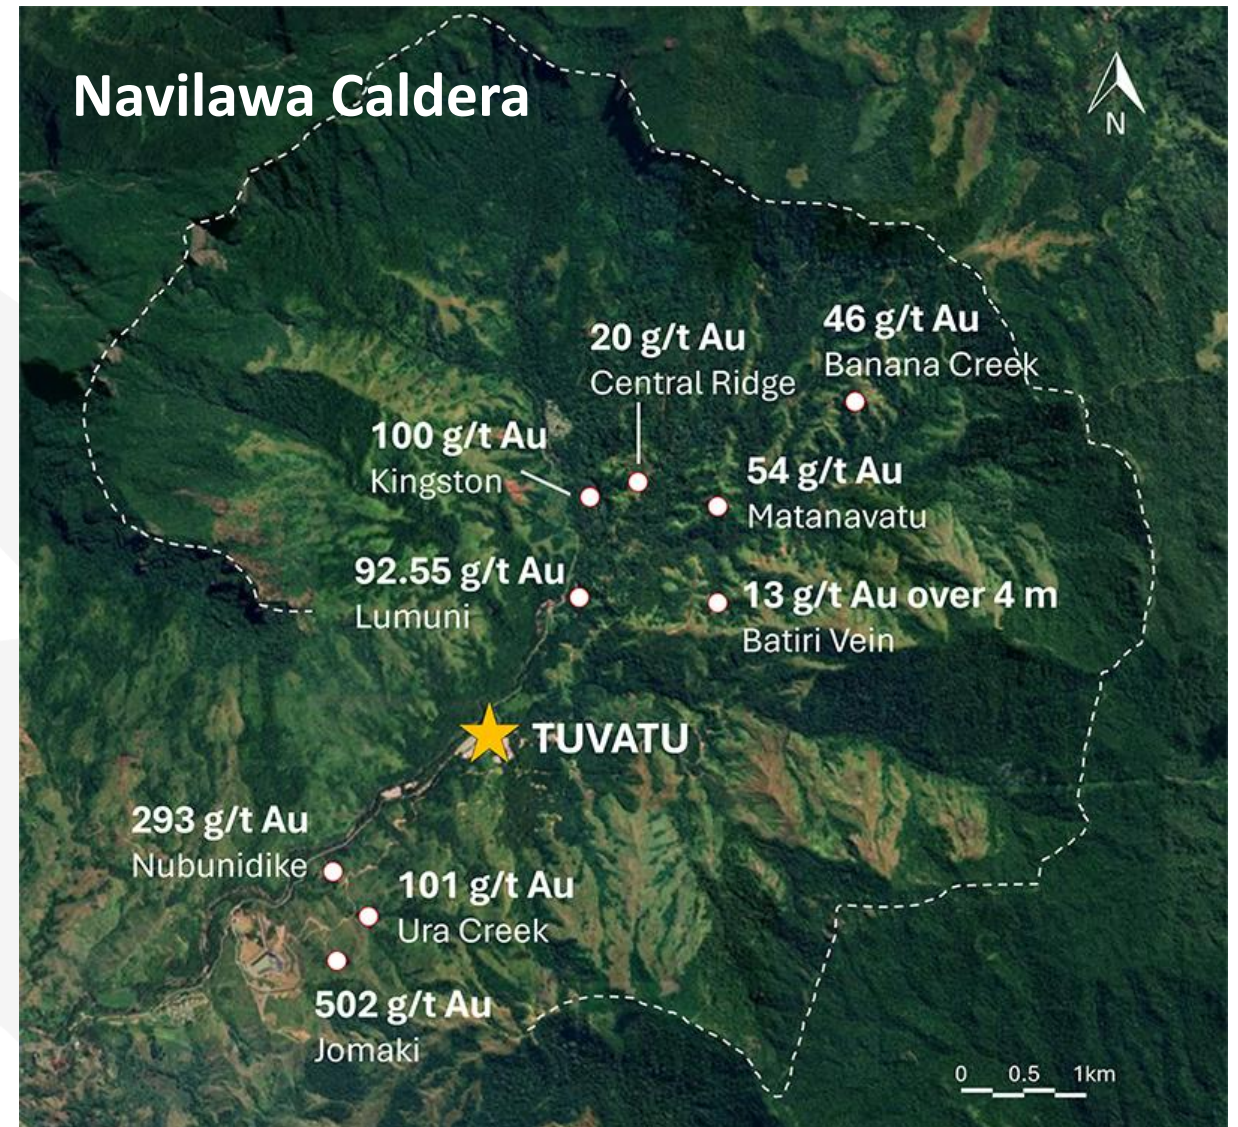 Navilawa Caldera
N
46 g/t Au
Banana Creek
20 g/t Au
Central Ridge
100 g/t Au
Kingston
54 g/t Au
Matanavatu
92.55 g/t Au
Lumuni
13 g/t Au over 4 m
Batiri Vein
TUVATU
293 g/t Au
Nubunidike
101 g/t Au
Ura Creek
502 g/t Au
Jomaki
0 0.5 1km